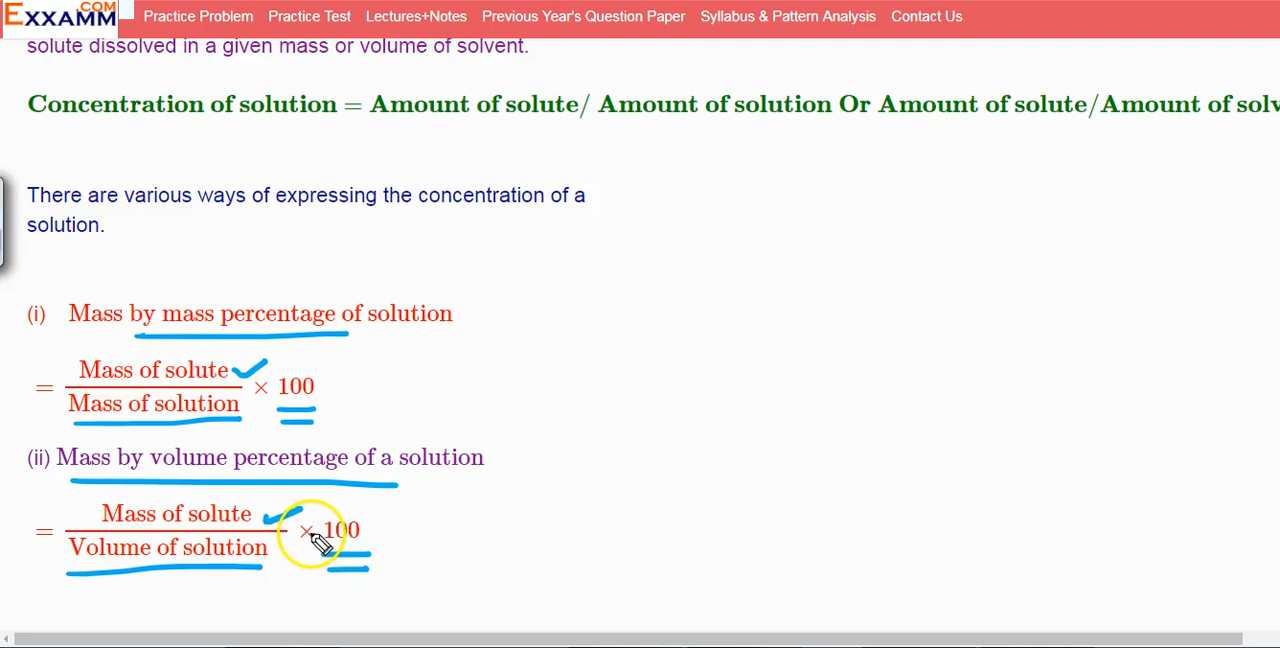 EXXAMM.COM Practice Problem Practice Test Lectures+Notes Previous Year's Question Paper Syllabus & Pattern Analysis Contact Us
solute dissolved in a given mass or volume of solvent.
Concentration of solution = Amount of solute/ Amount of solution Or Amount of solute/Amount of solv
There are various ways of expressing the concentration of a
solution.
(i) Mass by mass percentage of solution
= Mass of solute / Mass of solution × 100
(ii) Mass by volume percentage of a solution
= Mass of solute / Volume of solution × 100